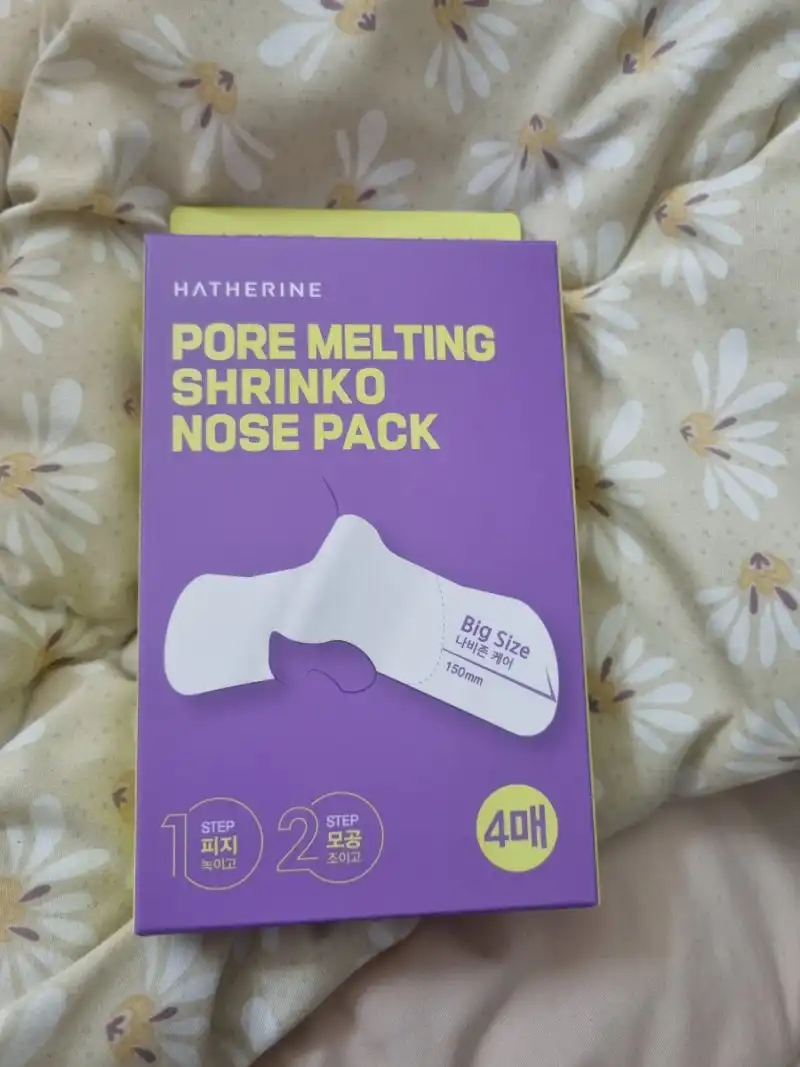 HATHERINE
PORE MELTING
SHRINKO
NOSE PACK
Big Size
나비존 케어
150mm
1 STEP
피지
녹이고
2 STEP
모공
조이고
4매